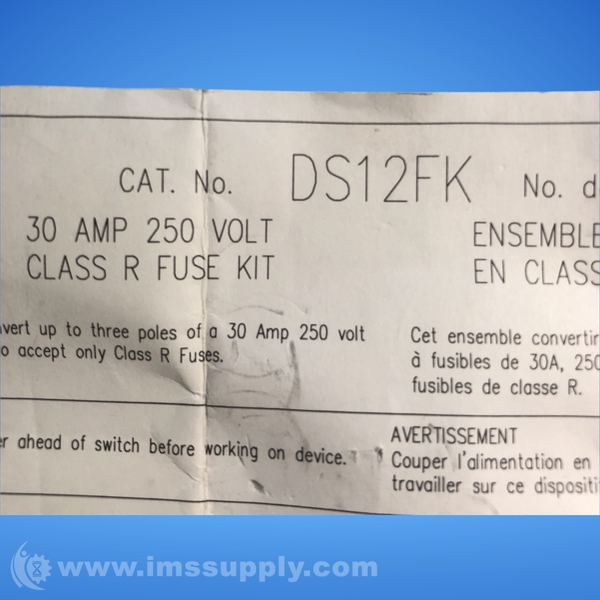 CAT. No. DS12FK No. d
30 AMP 250 VOLT
CLASS R FUSE KIT
ENSEMBLE
EN CLASS
nvert up to three poles of a 30 Amp 250 volt
o accept only Class R Fuses.
Cet ensemble convertir
à fusibles de 30A, 250
fusibles de classe R.
er ahead of switch before working on device.
AVERTISSEMENT
Couper l'alimentation en
travailler sur ce dispositi
www.imssupply.com